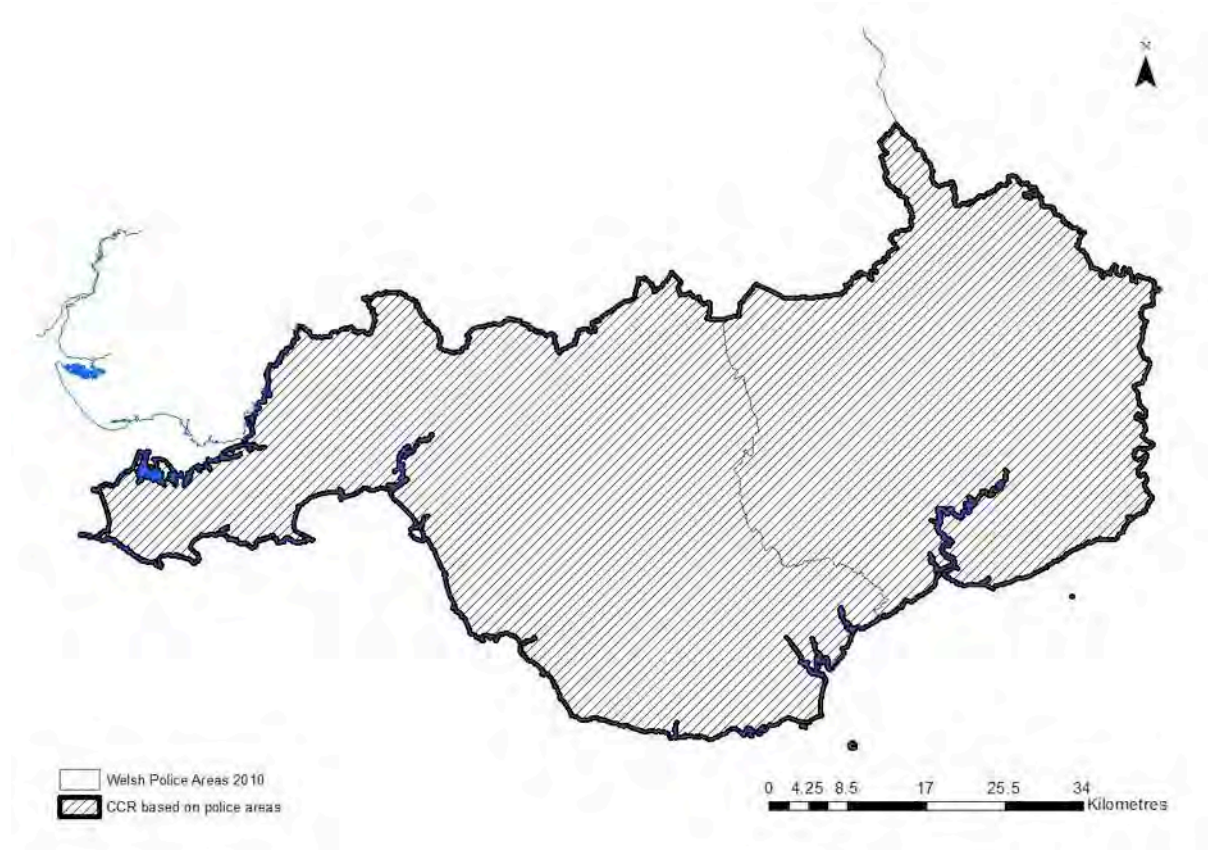 N
Welsh Police Areas 2010
CCR based on police areas
0 4.25 8.5 17 25.5 34
Kilometres